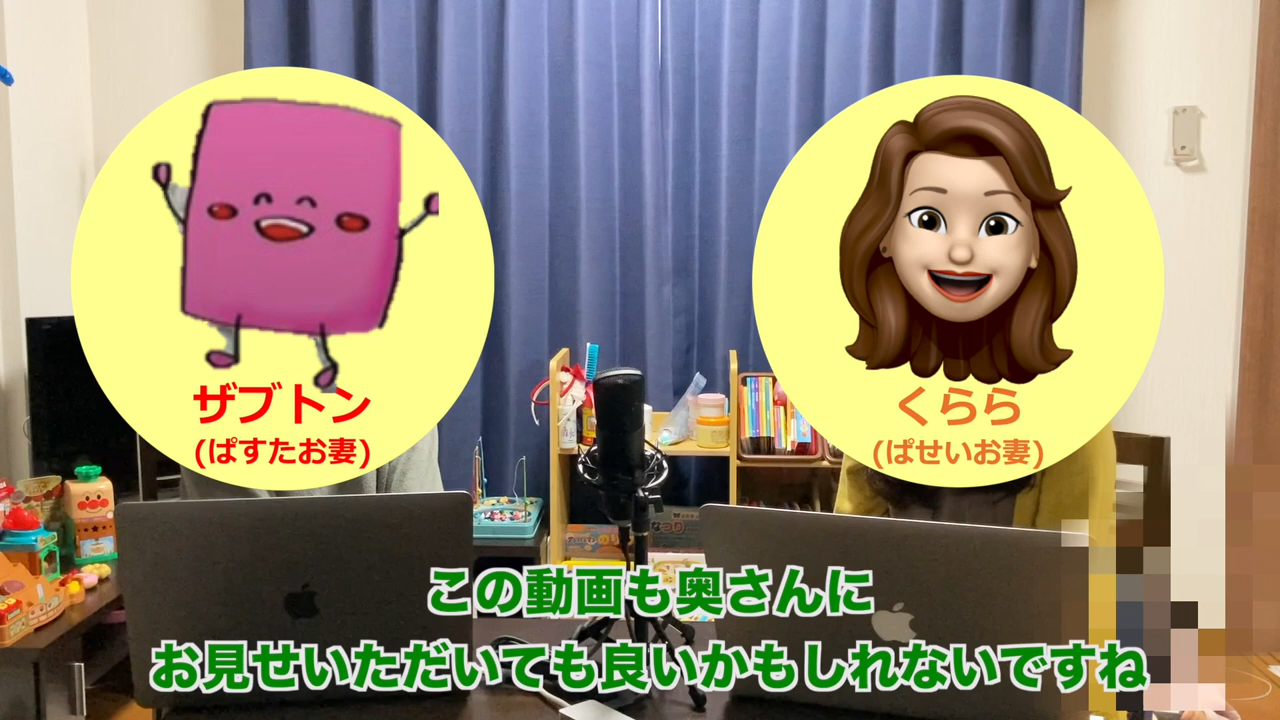 ザブトン
(ぱすたお妻)
くらら
(ぱせいお妻)
この動画も奥さんに
お見せいただいても良いかもしれないですね